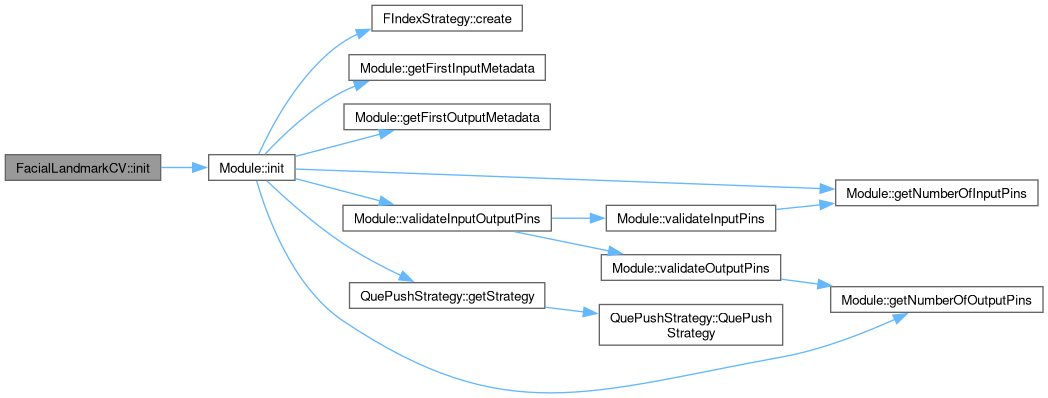 FIndexStrategy::create
Module::getFirstInputMetadata
Module::getFirstOutputMetadata
FacialLandmarkCV::init
Module::init
Module::getNumberOfInputPins
Module::validateInputOutputPins
Module::validateInputPins
Module::validateOutputPins
QuePushStrategy::getStrategy
Module::getNumberOfOutputPins
QuePushStrategy::QuePush
Strategy